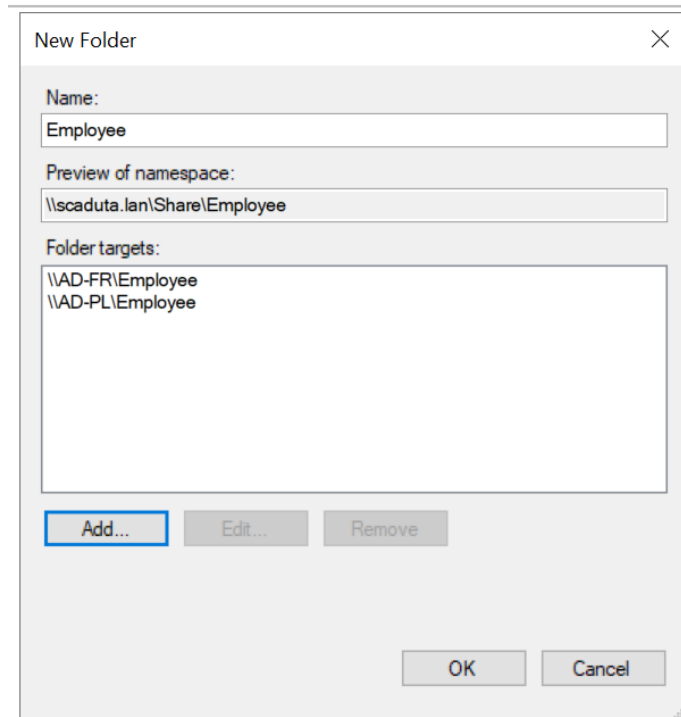 New Folder
Name:
Employee
Preview of namespace:
\\scaduta.lan\Share\Employee
Folder targets:
\\AD-FR\Employee
\\AD-PL\Employee
Add...
Edit...
Remove
OK
Cancel